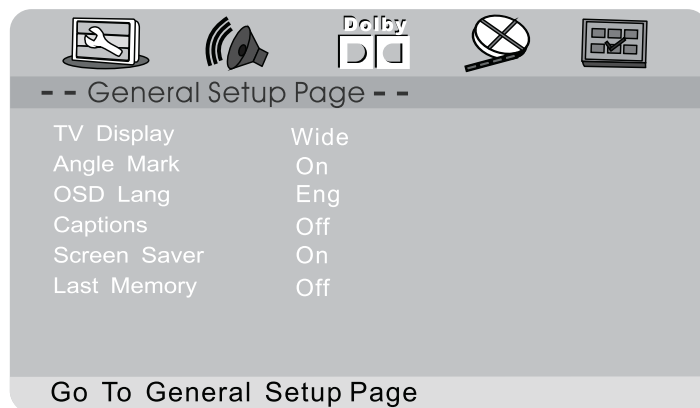 Dolby
-- General Setup Page --
TV Display Wide
Angle Mark On
OSD Lang Eng
Captions Off
Screen Saver On
Last Memory Off
Go To General Setup Page